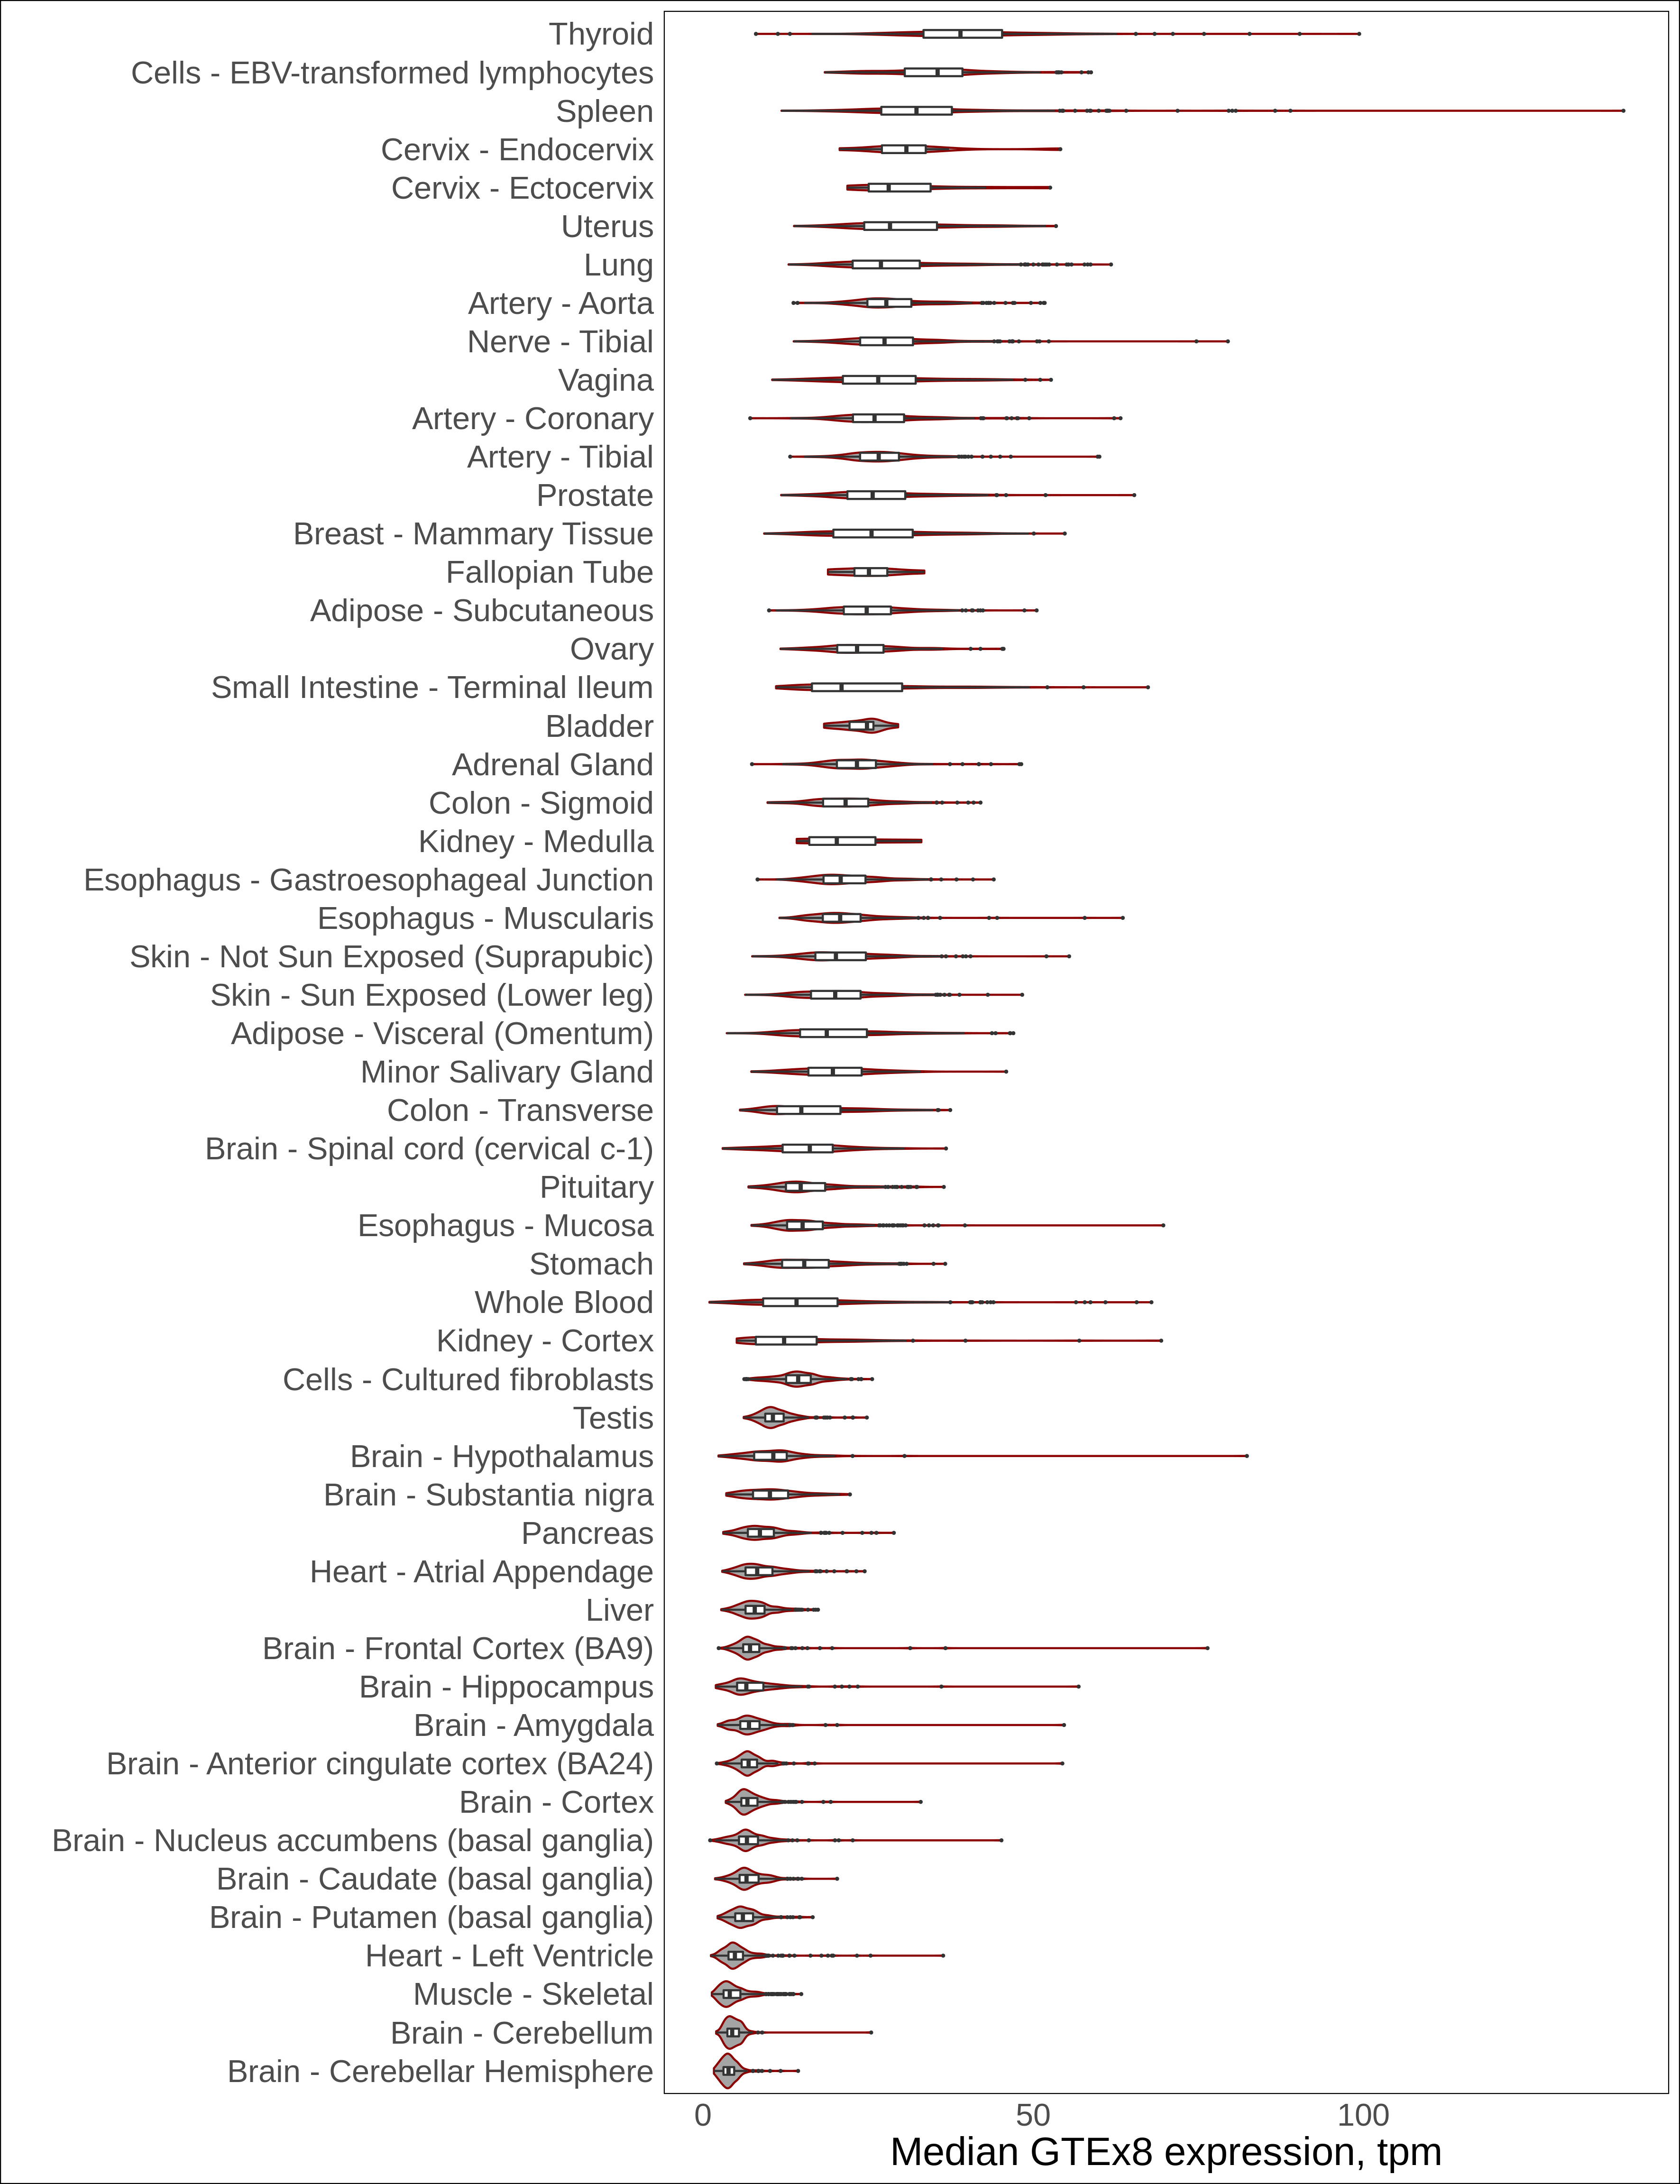 Thyroid
Cells - EBV-transformed lymphocytes
Spleen
Cervix - Endocervix
Cervix - Ectocervix
Uterus
Lung
Artery - Aorta
Nerve - Tibial
Vagina
Artery - Coronary
Artery - Tibial
Prostate
Breast - Mammary Tissue
Fallopian Tube
Adipose - Subcutaneous
Ovary
Small Intestine - Terminal Ileum
Bladder
Adrenal Gland
Colon - Sigmoid
Kidney - Medulla
Esophagus - Gastroesophageal Junction
Esophagus - Muscularis
Skin - Not Sun Exposed (Suprapubic)
Skin - Sun Exposed (Lower leg)
Adipose - Visceral (Omentum)
Minor Salivary Gland
Colon - Transverse
Brain - Spinal cord (cervical c-1)
Pituitary
Esophagus - Mucosa
Stomach
Whole Blood
Kidney - Cortex
Cells - Cultured fibroblasts
Testis
Brain - Hypothalamus
Brain - Substantia nigra
Pancreas
Heart - Atrial Appendage
Liver
Brain - Frontal Cortex (BA9)
Brain - Hippocampus
Brain - Amygdala
Brain - Anterior cingulate cortex (BA24)
Brain - Cortex
Brain - Nucleus accumbens (basal ganglia)
Brain - Caudate (basal ganglia)
Brain - Putamen (basal ganglia)
Heart - Left Ventricle
Muscle - Skeletal
Brain - Cerebellum
Brain - Cerebellar Hemisphere
0 50 100
Median GTEx8 expression, tpm